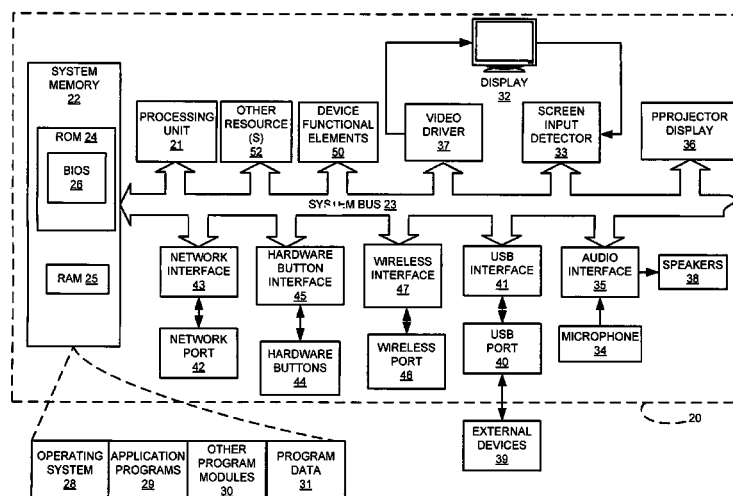 SYSTEM
MEMORY
22
ROM 24
BIOS
26
RAM 25
PROCESSING
UNIT
21
OTHER
RESOURCE
(S)
52
DEVICE
FUNCTIONAL
ELEMENTS
50
VIDEO
DRIVER
37
DISPLAY
32
SCREEN
INPUT
DETECTOR
33
PPROJECTOR
DISPLAY
36
SYSTEM BUS 23
NETWORK
INTERFACE
43
HARDWARE
BUTTON
INTERFACE
45
WIRELESS
INTERFACE
47
USB
INTERFACE
41
AUDIO
INTERFACE
35
SPEAKERS
38
NETWORK
PORT
42
HARDWARE
BUTTONS
44
WIRELESS
PORT
46
USB
PORT
40
MICROPHONE
34
EXTERNAL
DEVICES
39
20
OPERATING
SYSTEM
28
APPLICATION
PROGRAMS
29
OTHER
PROGRAM
MODULES
30
PROGRAM
DATA
31